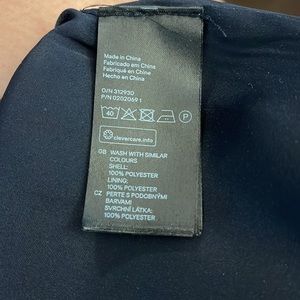 Made in China
Fabricado em China
Fabriqué en Chine
Hecho en China
O/N 312930
P/N 0202069 1
40
P
clevercare.info
GB WASH WITH SIMILAR
COLOURS
SHELL:
100% POLYESTER
LINING:
100% POLYESTER
CZ PERTE S PODOBNÝMI
BARVAMI
SVRCHNÍ LÁTKA:
100% POLYESTER